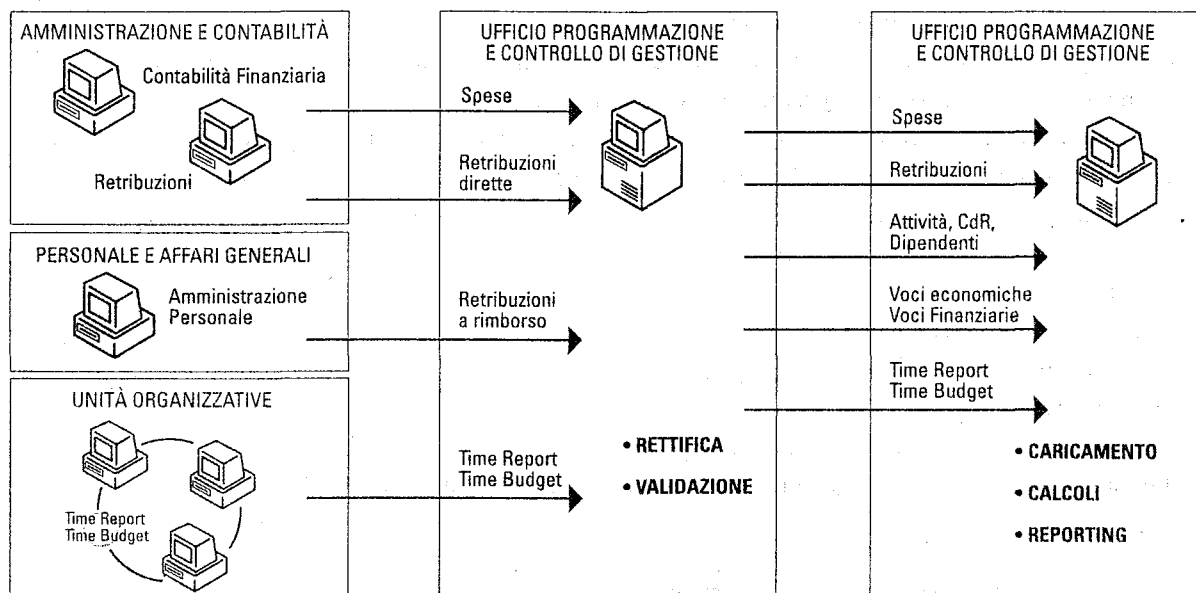 AMMINISTRAZIONE E CONTABILITÀ
Contabilità Finanziaria
Retribuzioni
PERSONALE E AFFARI GENERALI
Amministrazione
Personale
UNITÀ ORGANIZZATIVE
Time Report
Time Budget
UFFICIO PROGRAMMAZIONE
E CONTROLLO DI GESTIONE
Spese
Retribuzioni
dirette
Retribuzioni
a rimborso
Time Report
Time Budget
• RETTIFICA
• VALIDAZIONE
UFFICIO PROGRAMMAZIONE
E CONTROLLO DI GESTIONE
Spese
Retribuzioni
Attività, CdR,
Dipendenti
Voci economiche
Voci Finanziarie
Time Report
Time Budget
• CARICAMENTO
• CALCOLI
• REPORTING